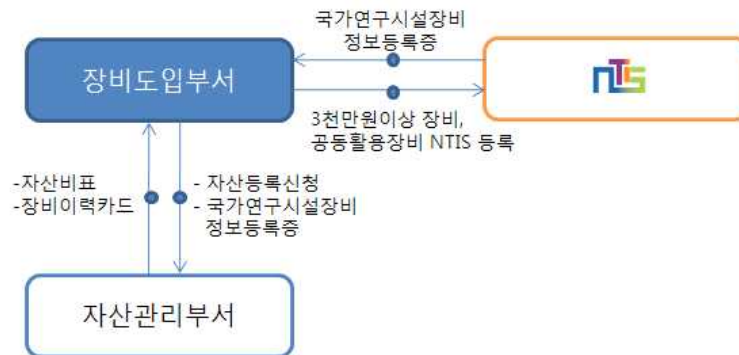 국가연구시설장비
정보등록증
장비도입부서
NTIS
3천만원이상 장비,
공동활용장비 NTIS 등록
-자산비표
-장비이력카드
- 자산등록신청
- 국가연구시설장비
정보등록증
자산관리부서